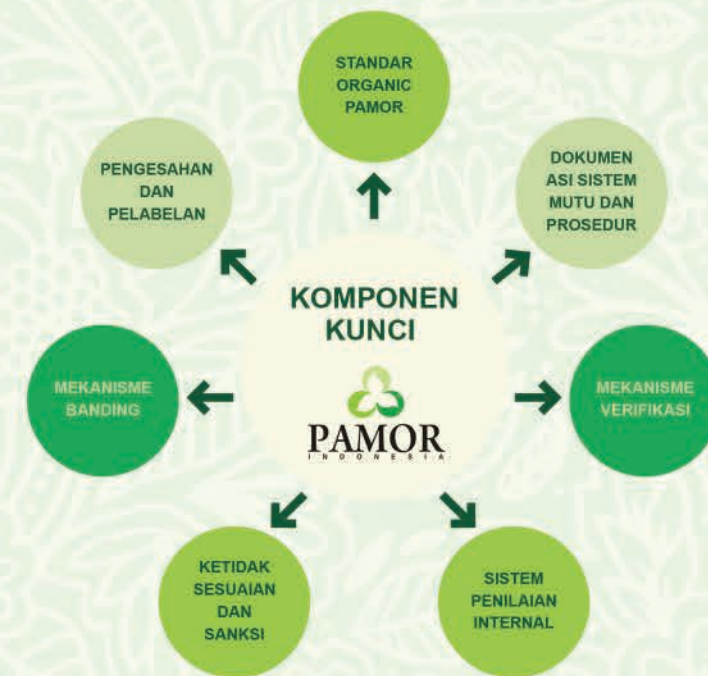 STANDAR
ORGANIC
PAMOR
PENGESAHAN
DAN
PELABELAN
DOKUMEN
ASI SISTEM
MUTU DAN
PROSEDUR
KOMPONEN
KUNCI
PAMOR
INDONESIA
MEKANISME
BANDING
MEKANISME
VERIFIKASI
KETIDAK
SESUAIAN
DAN
SANKSI
SISTEM
PENILAIAN
INTERNAL